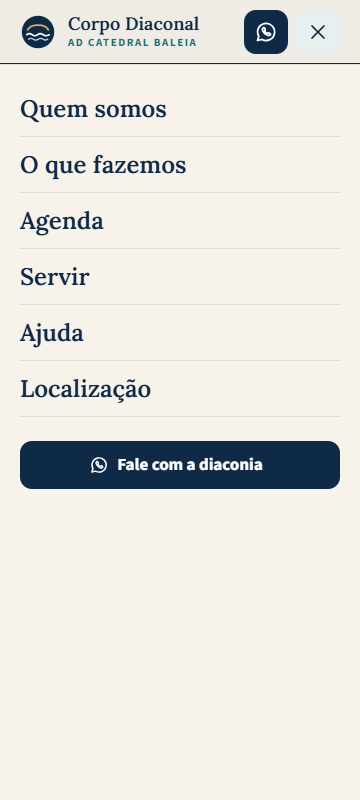 Corpo Diaconal
AD CATEDRAL BALEIA
Quem somos
O que fazemos
Agenda
Servir
Ajuda
Localização
Fale com a diaconia